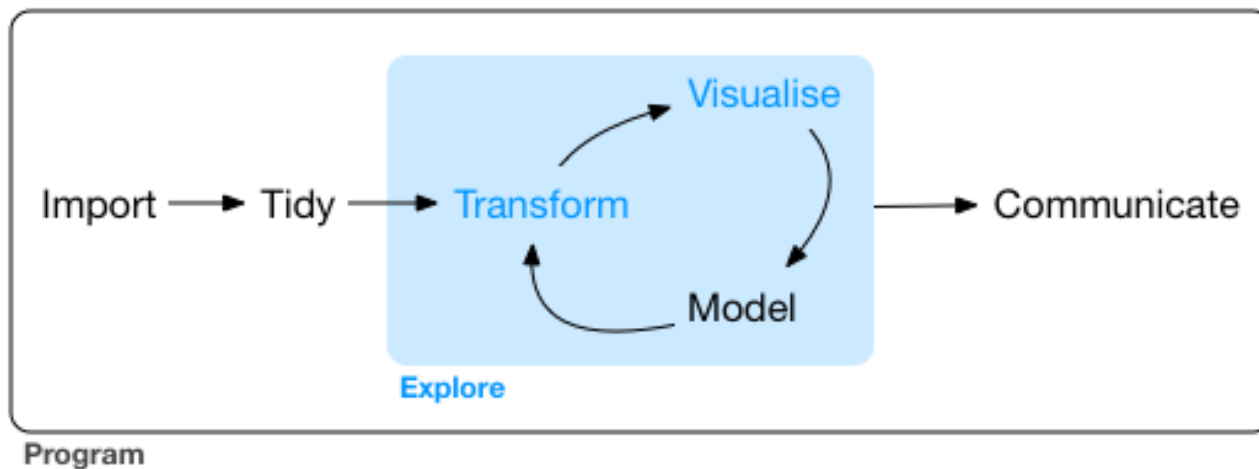 Visualise
Import Tidy Transform Communicate
Model
Explore
Program